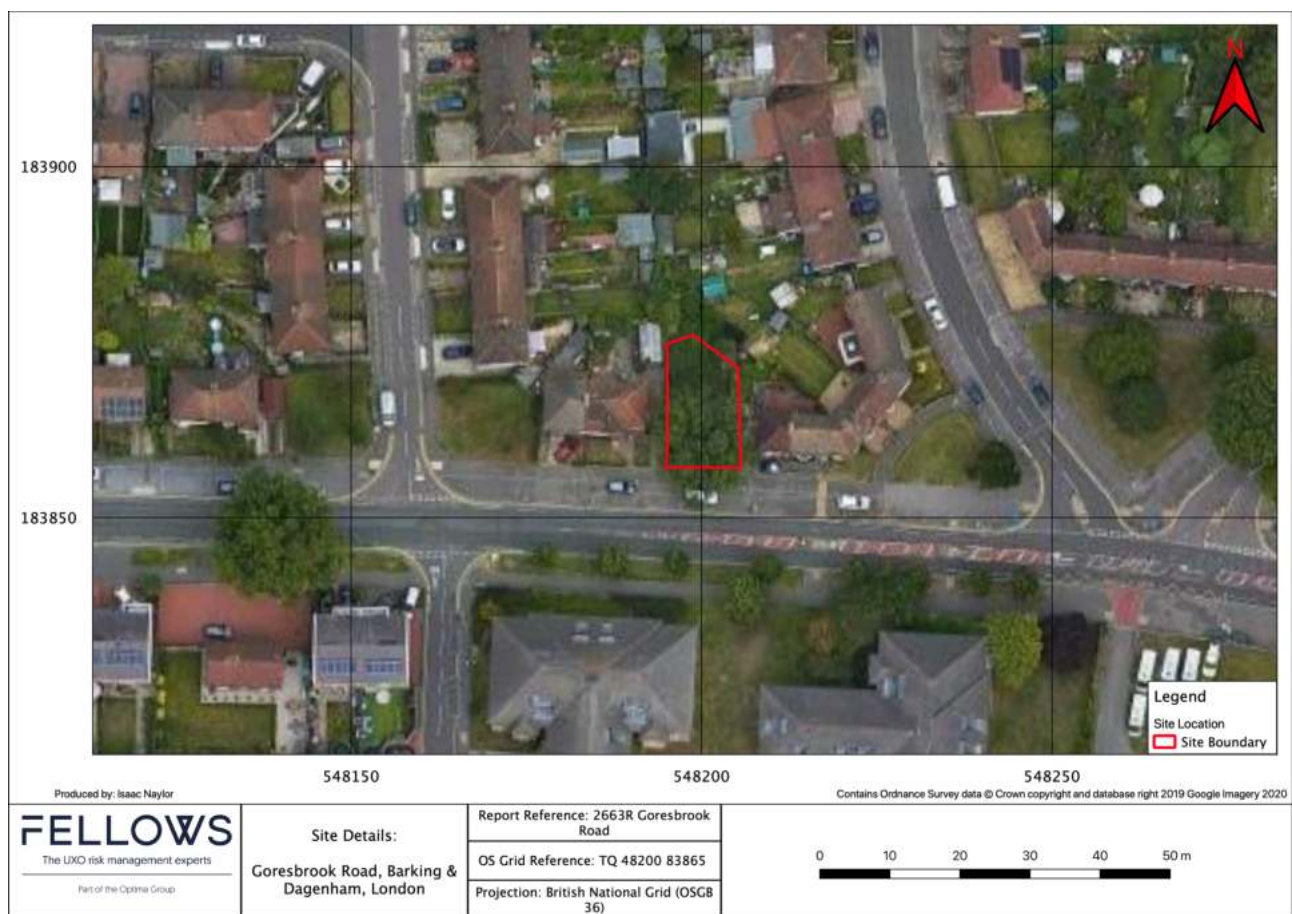 N
183900
183850
Legend
Site Location
Site Boundary
548150
548200
548250
Produced by: Isaac Naylor
Contains Ordnance Survey data © Crown copyright and database right 2019 Google Imagery 2020
FELLOWS
The UXO risk management experts
Part of the Optima Group
Site Details:
Goresbrook Road, Barking &
Dagenham, London
Report Reference: 2663R Goresbrook
Road
OS Grid Reference: TQ 48200 83865
Projection: British National Grid (OSGB
36)
0 10 20 30 40 50 m